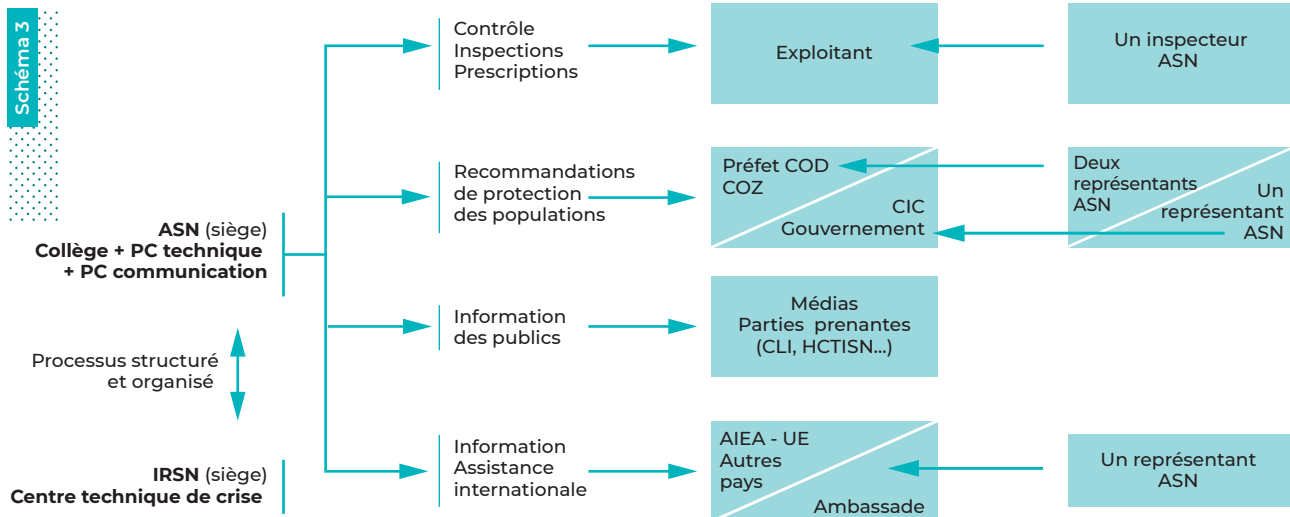 Schéma 3
ASN (siège)
Collège + PC technique
+ PC communication
Processus structuré
et organisé
IRSN (siège)
Centre technique de crise
Contrôle
Inspections
Prescriptions
Exploitant
Un inspecteur
ASN
Recommandations
de protection
des populations
Préfet COD
COZ
CIC
Gouvernement
Deux
représentants
ASN
Un
représentant
ASN
Information
des publics
Médias
Parties prenantes
(CLI, HCTISN...)
Information
Assistance
internationale
AIEA - UE
Autres
pays
Ambassade
Un représentant
ASN